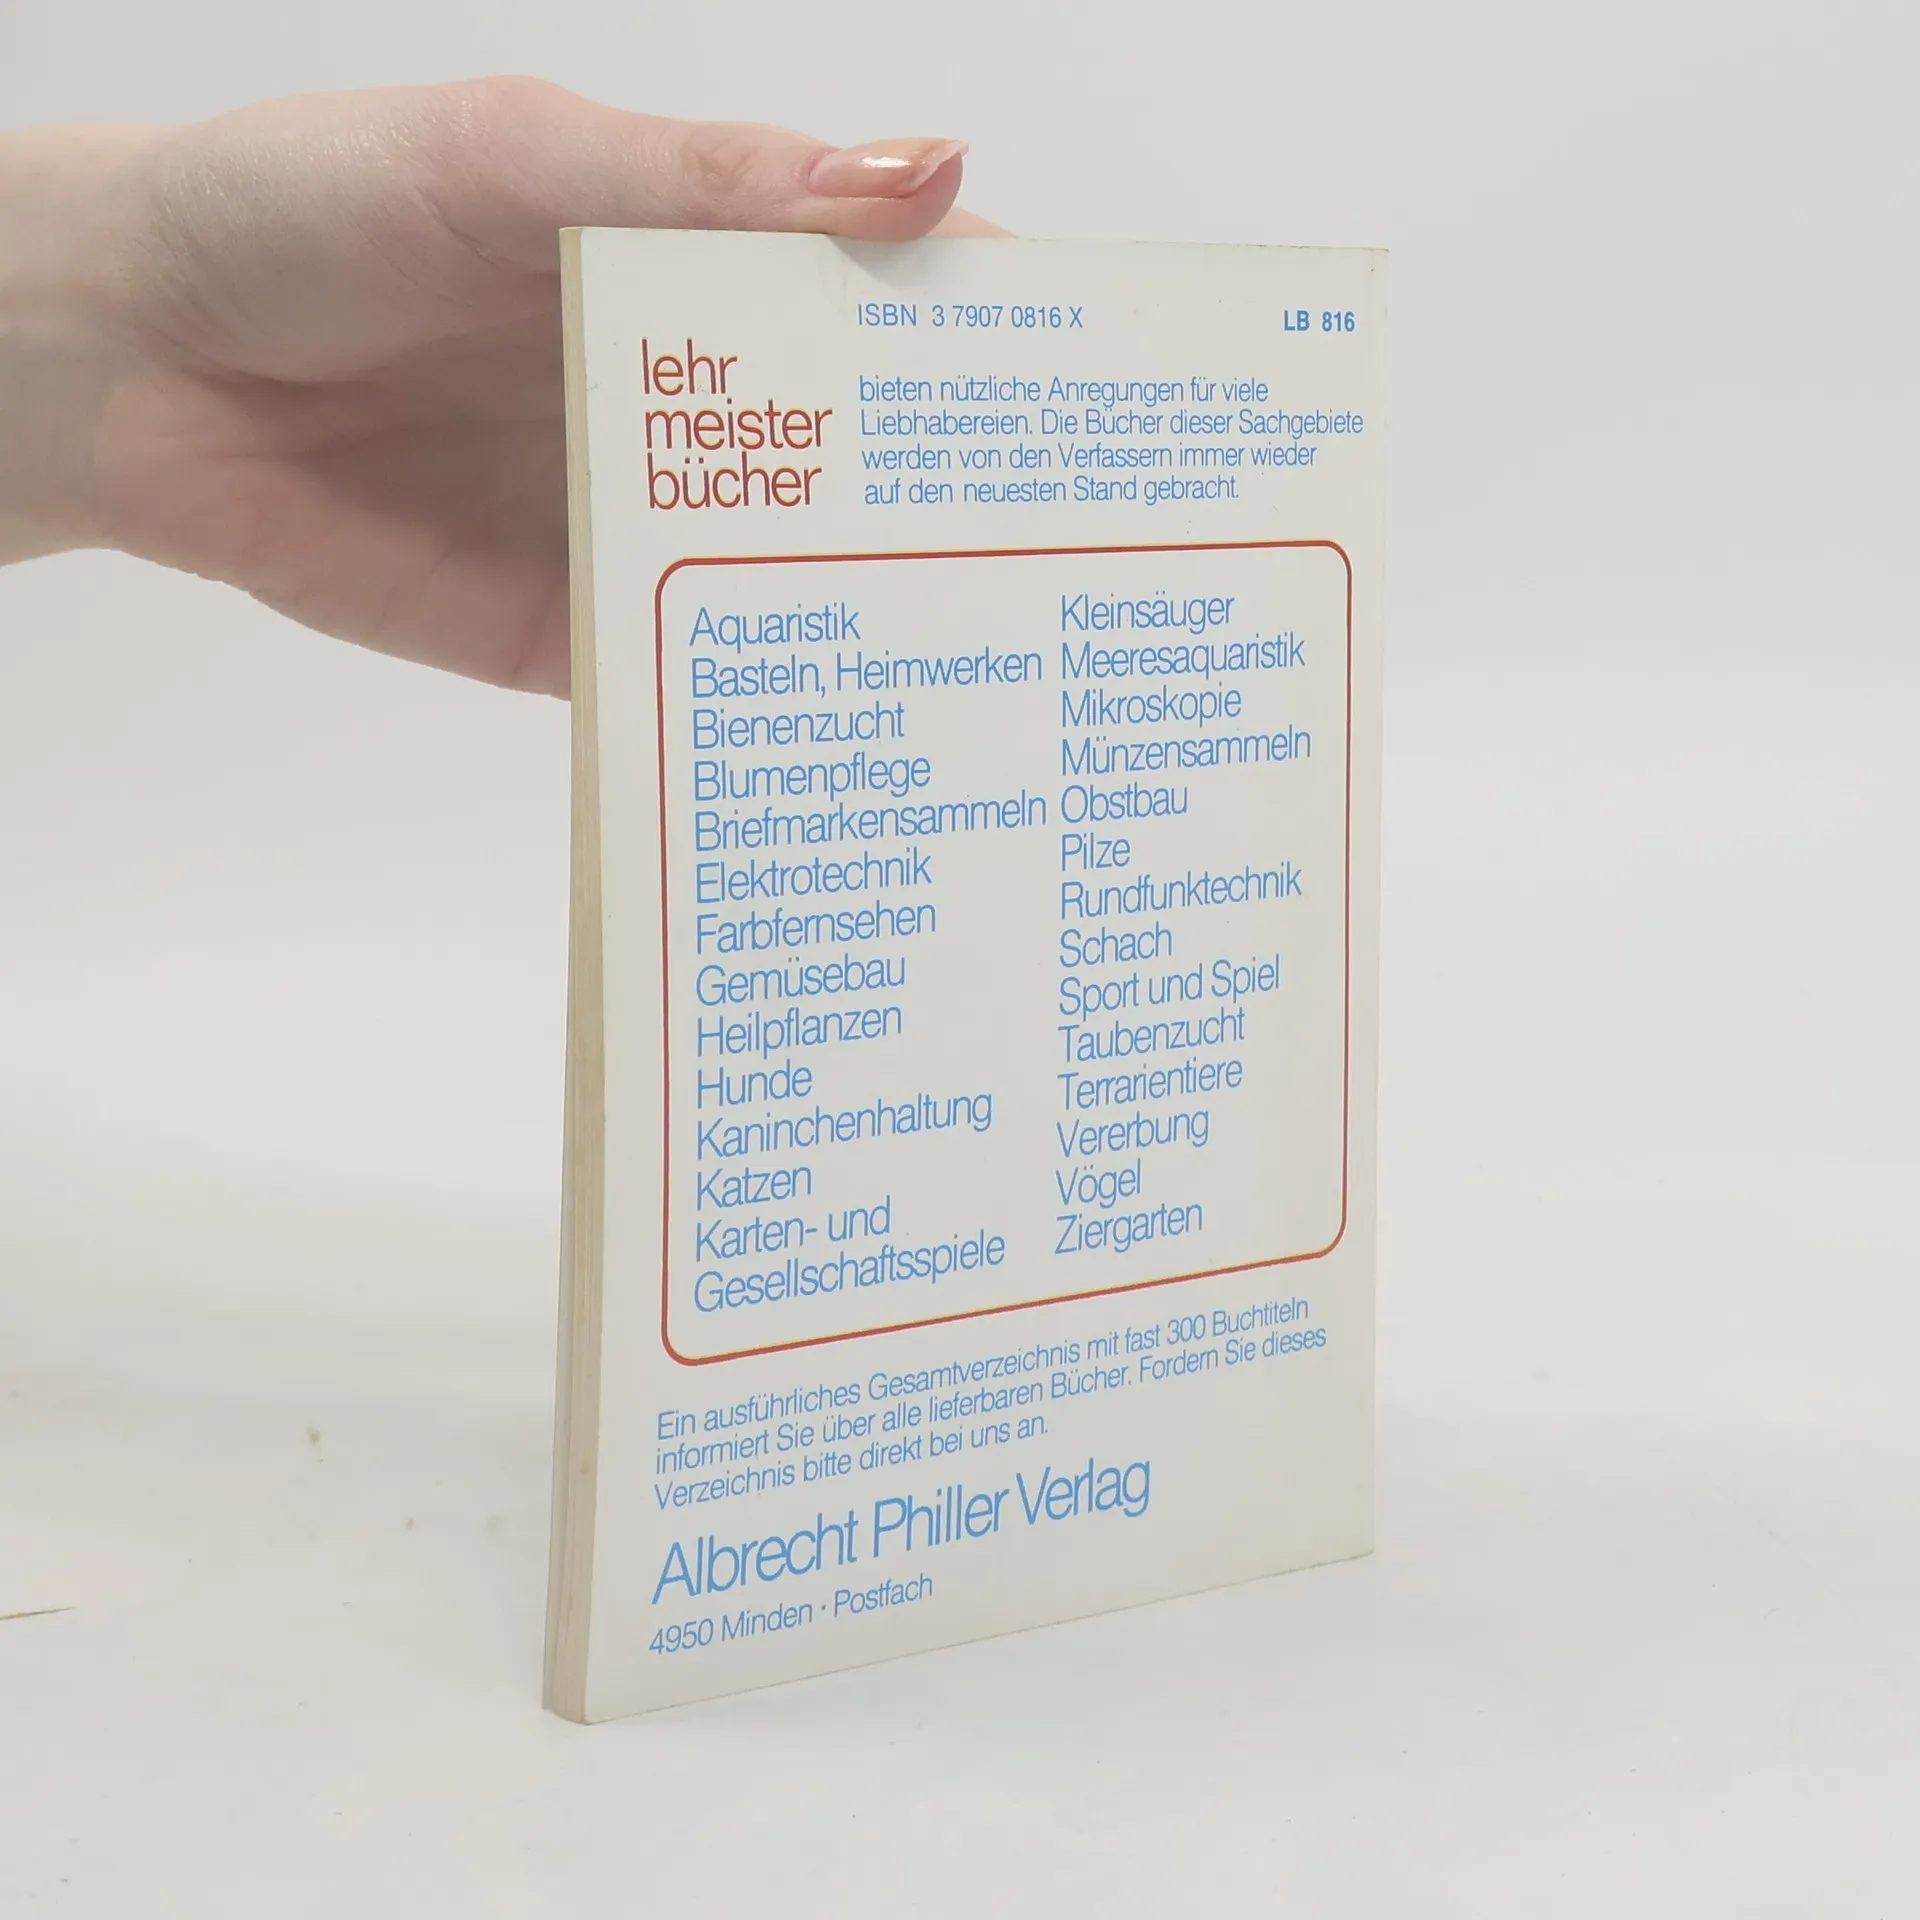 ISBN 3 7907 0816 X
LB 816
lehr
meister
bücher
bieten nützliche Anregungen für viele
Liebhabereien. Die Bücher dieser Sachgebiete
werden von den Verfassern immer wieder
auf den neuesten Stand gebracht.
Aquaristik
Basteln, Heimwerken
Bienenzucht
Blumenpflege
Briefmarkensammeln
Elektrotechnik
Farbfernsehen
Gemüsebau
Heilpflanzen
Hunde
Kaninchenhaltung
Katzen
Karten- und
Gesellschaftsspiele
Kleinsäuger
Meeresaquaristik
Mikroskopie
Münzensammeln
Obstbau
Pilze
Rundfunktechnik
Schach
Sport und Spiel
Taubenzucht
Terrarientiere
Vererbung
Vögel
Ziergarten
Ein ausführliches Gesamtverzeichnis mit fast 300 Buchtiteln
informiert Sie über alle lieferbaren Bücher. Fordern Sie dieses
Verzeichnis bitte direkt bei uns an.
Albrecht Philler Verlag
4950 Minden · Postfach